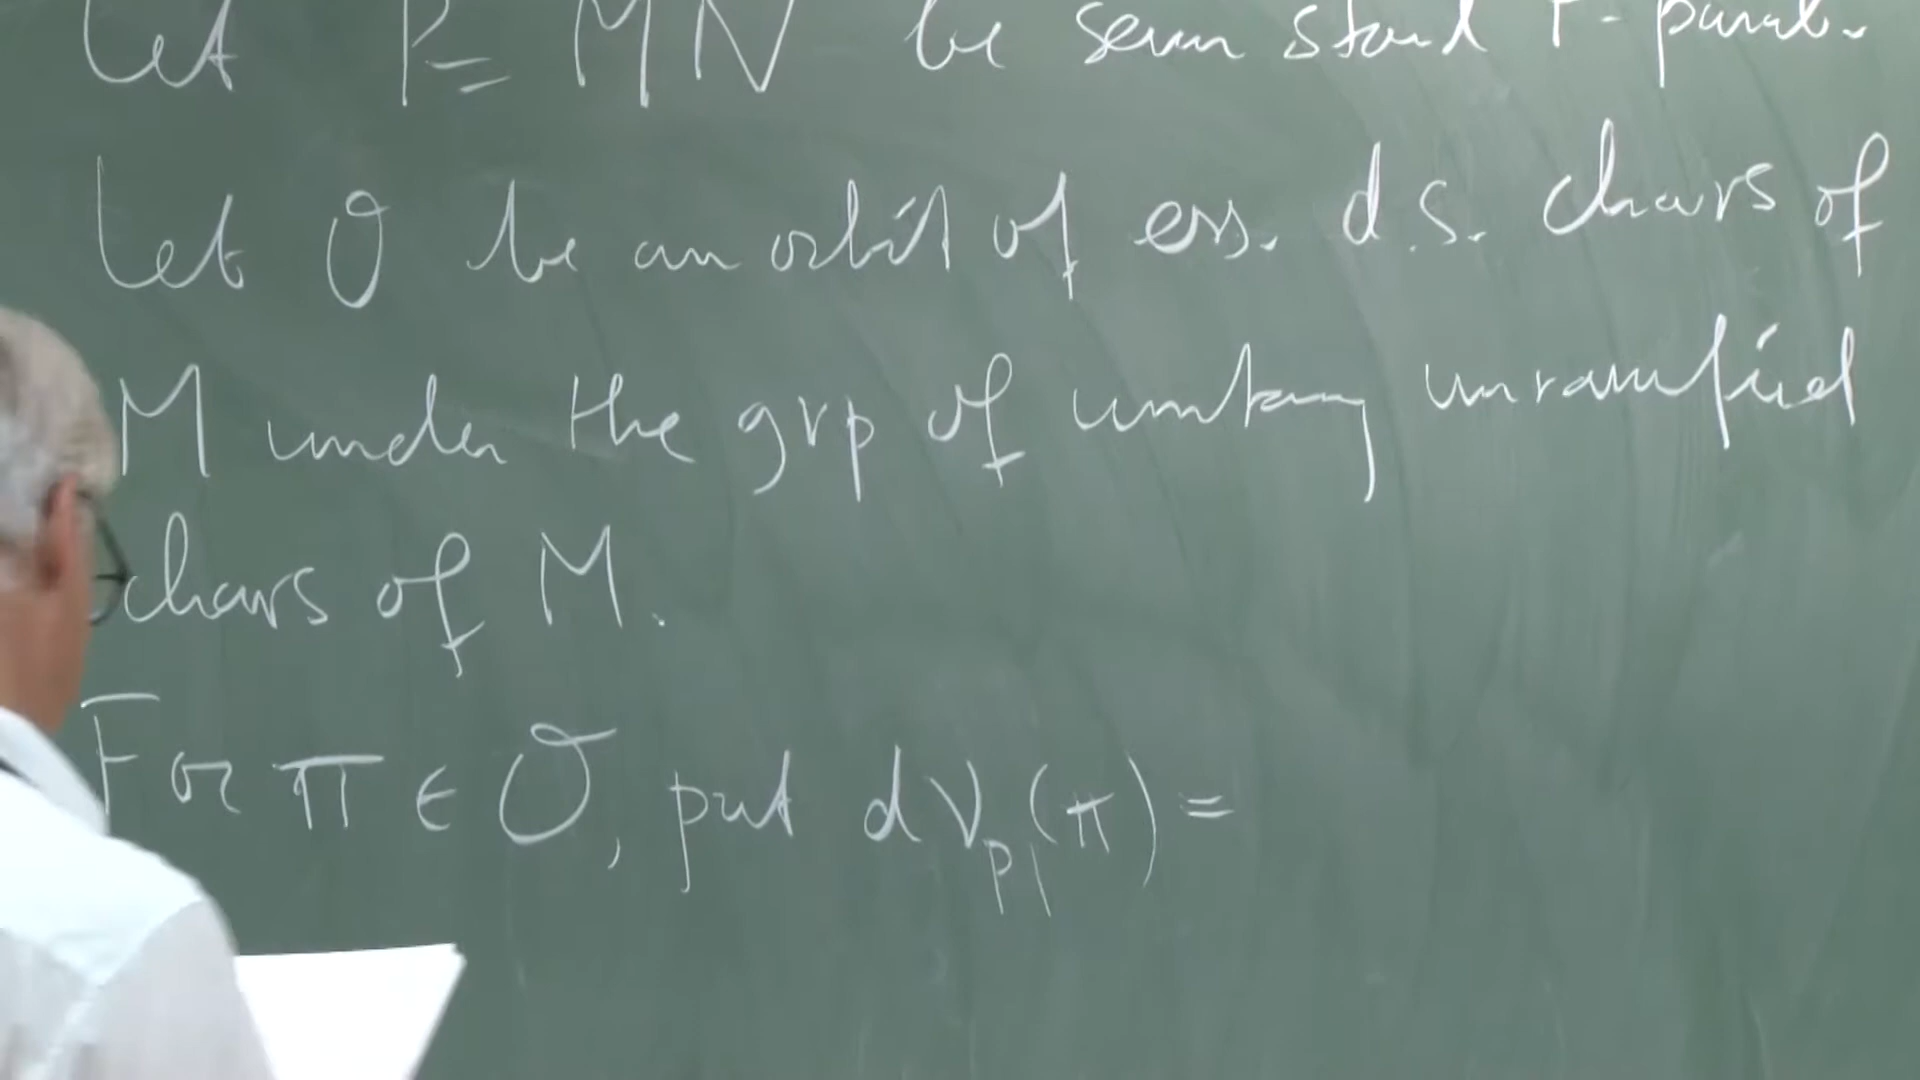 Let P = MN be semi stand F-parab.
Let O be an orbit of ess. d.s. chars of
M under the grp of unitary unramified
chars of M.
For π ∈ O, put dν_{P|}(π) =